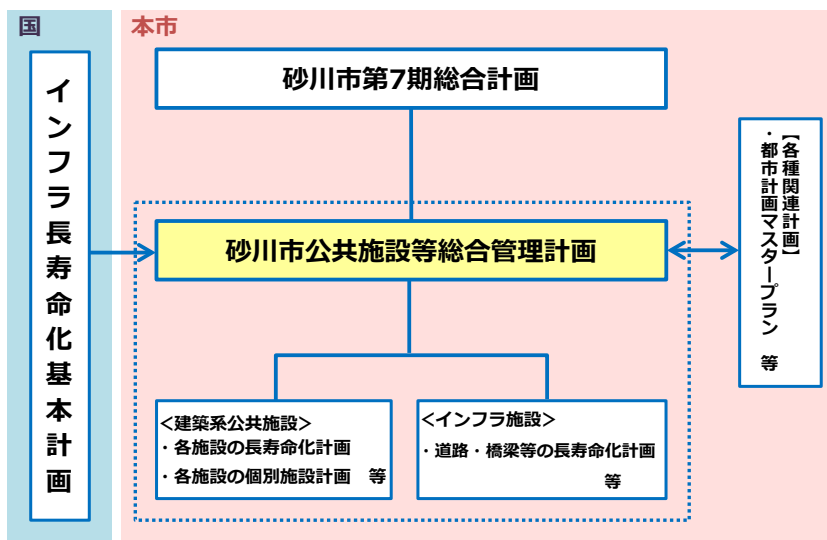 国
本市
インフラ長寿命化基本計画
砂川市第7期総合計画
砂川市公共施設等総合管理計画
【各種関連計画】
・都市計画マスタープラン 等
<建築系公共施設>
・各施設の長寿命化計画
・各施設の個別施設計画 等
<インフラ施設>
・道路・橋梁等の長寿命化計画
等